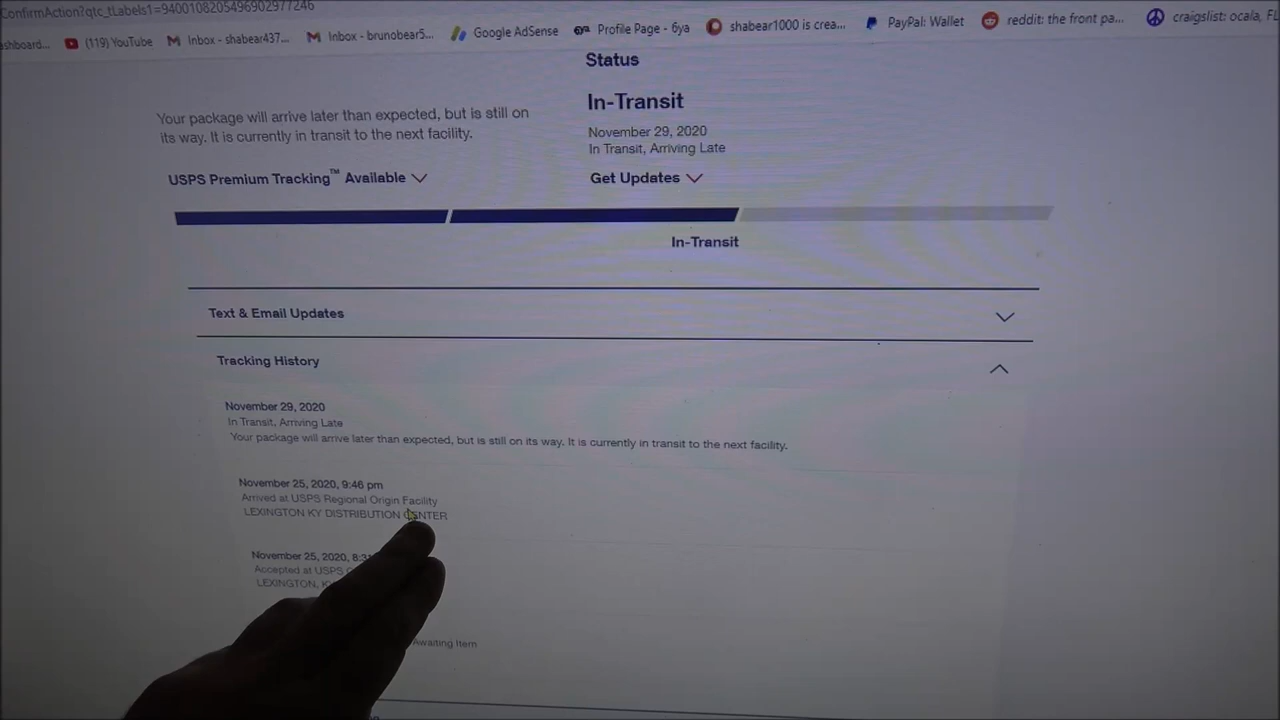 ConfirmAction?qtc_tLabels1=9400108205496902977246
ashboard...
(119) YouTube
Inbox - shabear437...
Inbox - brunobear5...
Google AdSense
6ya Profile Page - 6ya
shabear1000 is crea...
PayPal: Wallet
reddit: the front pa...
craigslist: ocala, FL
Status
Your package will arrive later than expected, but is still on
its way. It is currently in transit to the next facility.
In-Transit
November 29, 2020
In Transit, Arriving Late
USPS Premium Tracking™ Available
Get Updates
In-Transit
Text & Email Updates
Tracking History
November 29, 2020
In Transit, Arriving Late
Your package will arrive later than expected, but is still on its way. It is currently in transit to the next facility.
November 25, 2020, 9:46 pm
Arrived at USPS Regional Origin Facility
LEXINGTON KY DISTRIBUTION CENTER
November 25, 2020, 8:3
Accepted at USPS
LEXINGTON, K
Awaiting Item